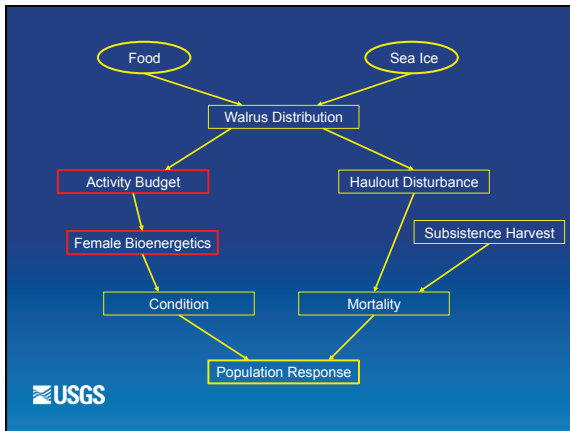 Food
Sea Ice
Walrus Distribution
Activity Budget
Haulout Disturbance
Subsistence Harvest
Female Bioenergetics
Condition
Mortality
Population Response
USGS